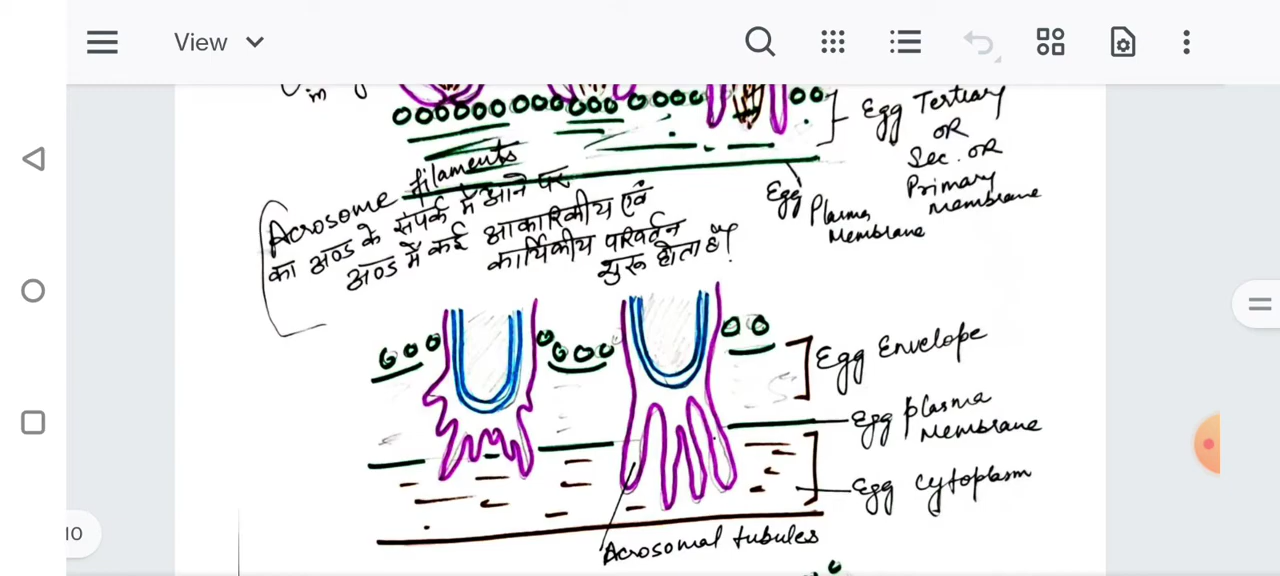 View
in
Egg Tertiary
OR
Sec. OR
Primary
Membrane
Egg Plasma
Membrane
Acrosome filaments
का अण्ड के संपर्क में आने पर
अण्ड में कई आकारिकीय एवं
कार्यिकीय परिवर्तन
शुरू होता है।
Egg Envelope
Egg plasma
Membrane
Egg cytoplasm
Acrosomal tubules
10